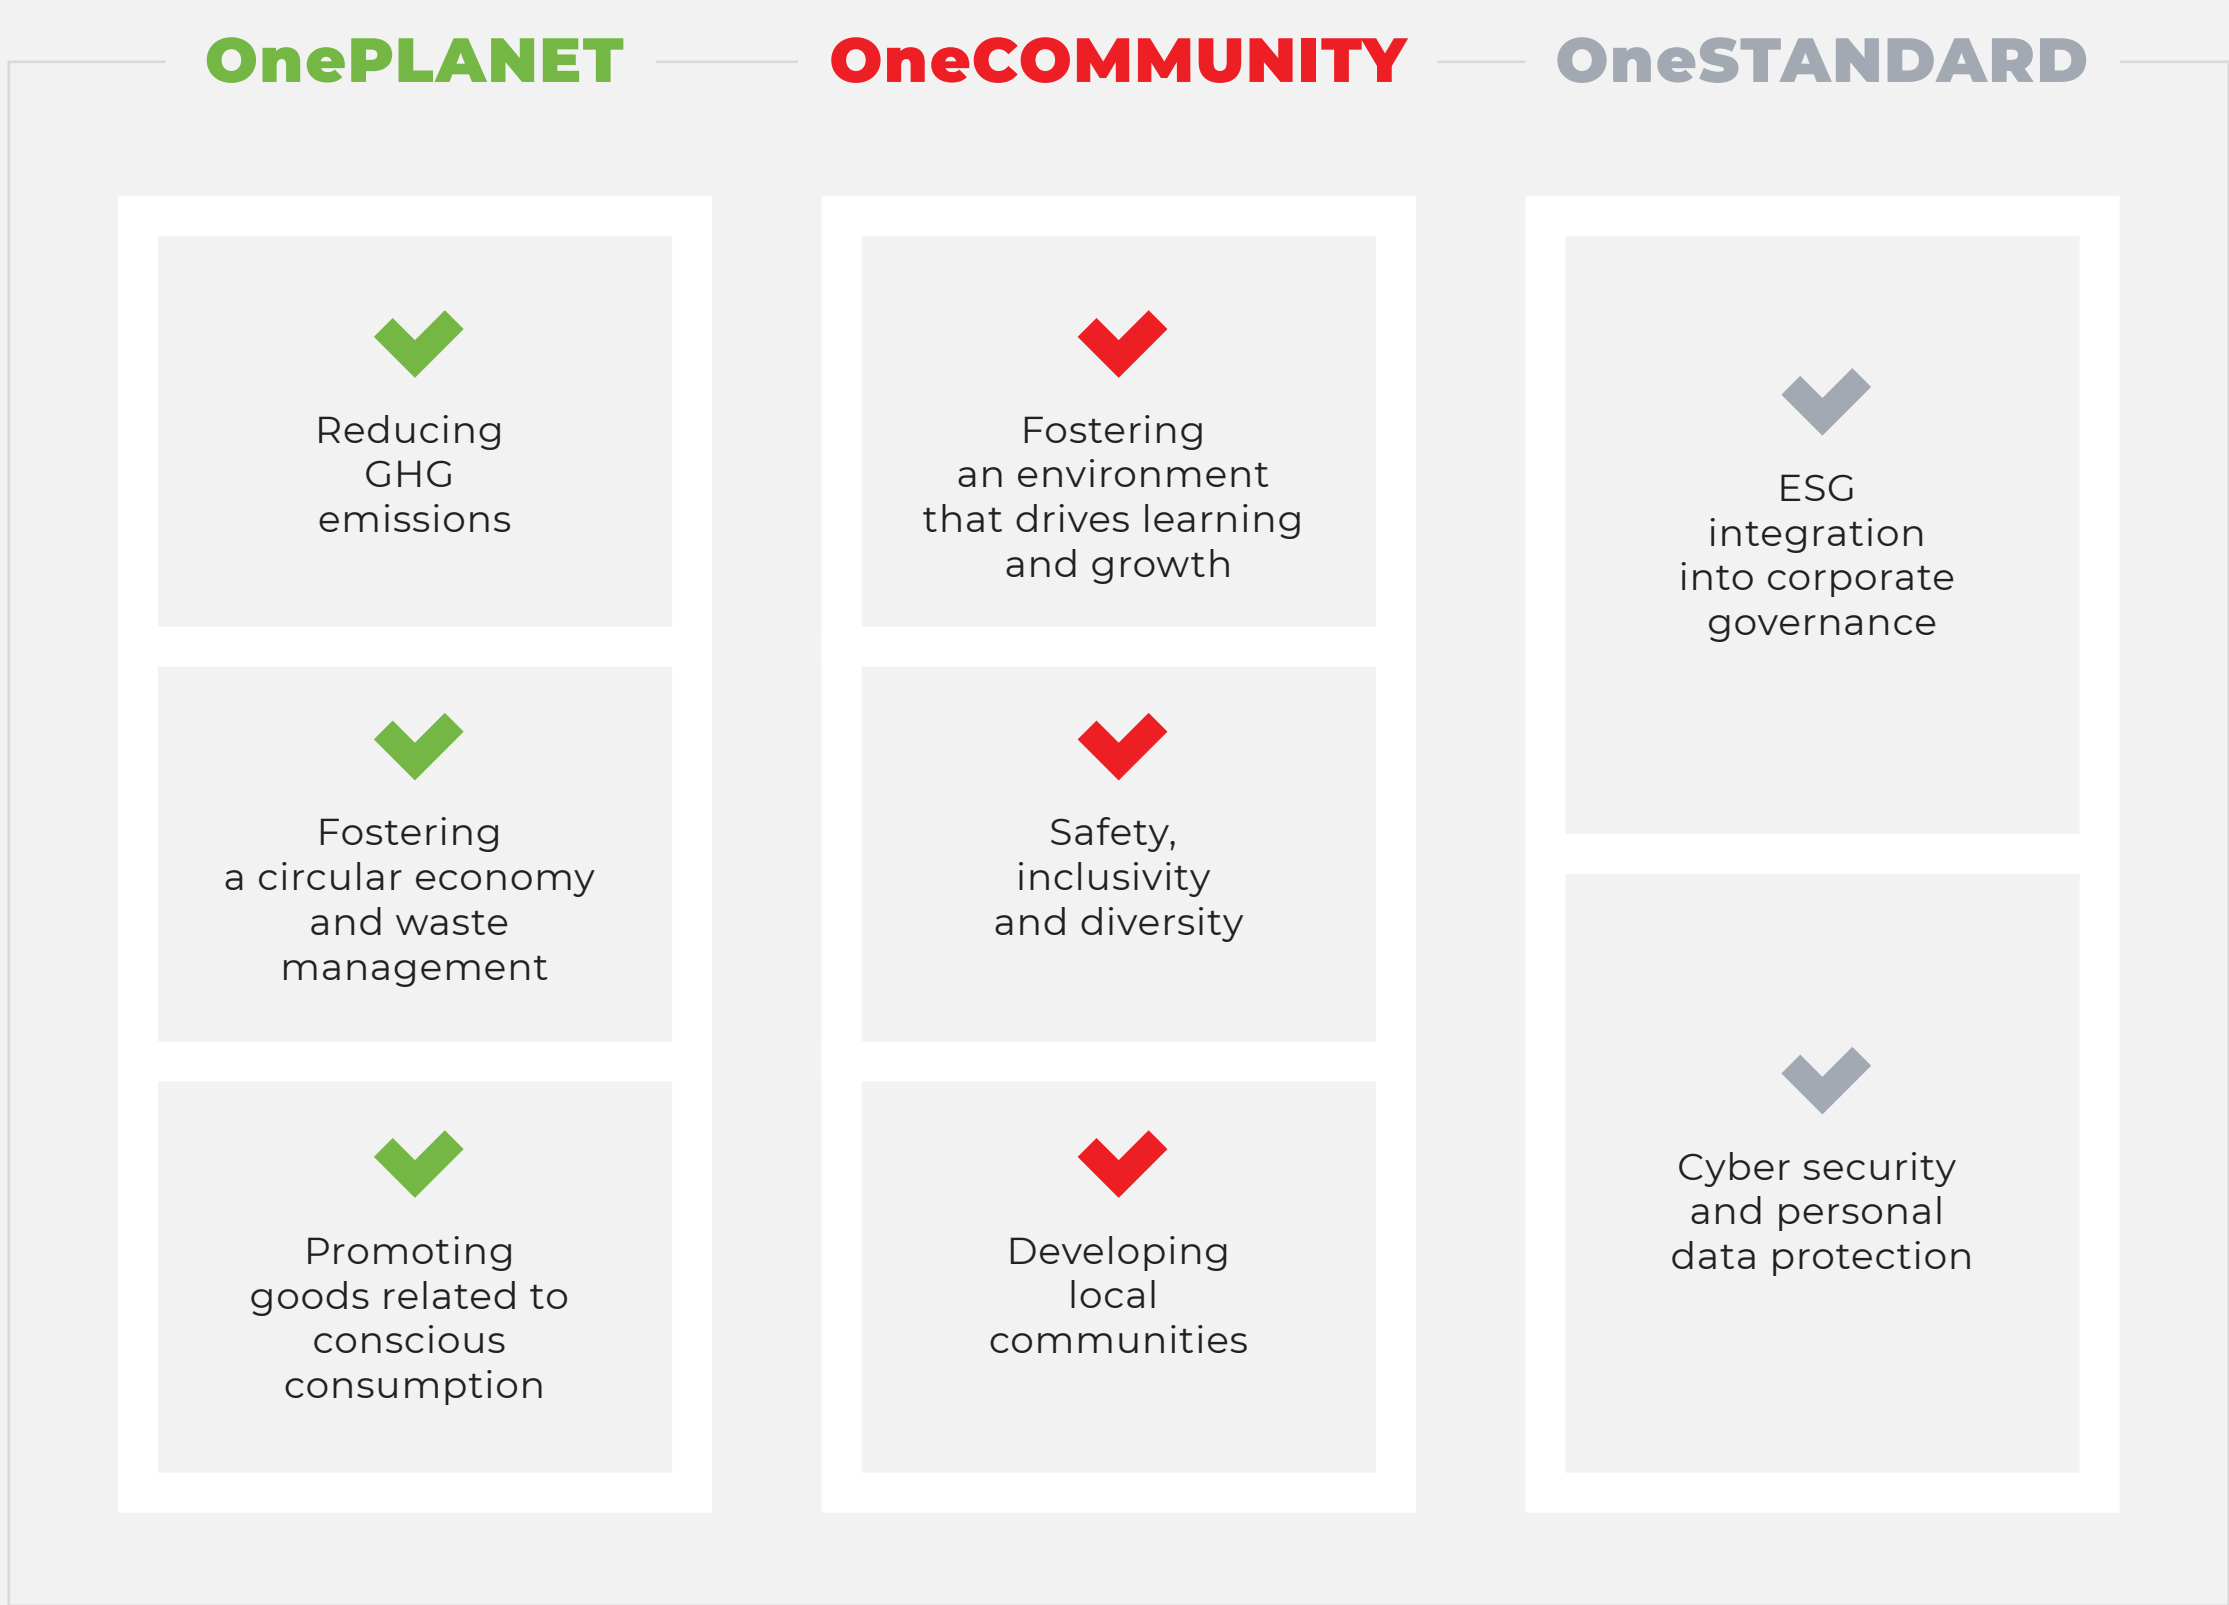 OnePLANET
Reducing
GHG
emissions
Fostering
a circular economy
and waste
management
Promoting
goods related to
conscious
consumption
OneCOMMUNITY
Fostering
an environment
that drives learning
and growth
Safety,
inclusivity
and diversity
Developing
local
communities
OneSTANDARD
ESG
integration
into corporate
governance
Cyber security
and personal
data protection